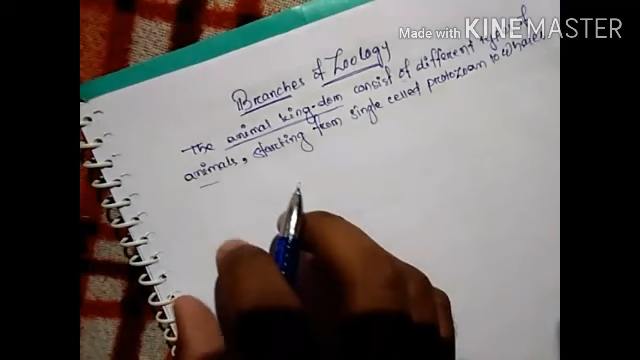 Made with KINEMASTER
Branches of Zoology
The animal king-dom consist of different types of
animals, starting from single celled protozoan to whales